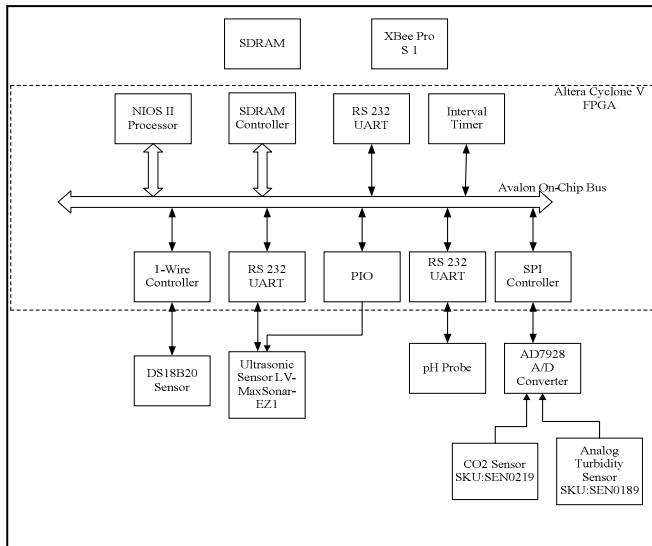 SDRAM
XBee Pro
S 1
Altera Cyclone V
FPGA
NIOS II
Processor
SDRAM
Controller
RS 232
UART
Interval
Timer
Avalon On-Chip Bus
1-Wire
Controller
RS 232
UART
PIO
RS 232
UART
SPI
Controller
DS18B20
Sensor
Ultrasonic
Sensor LV-
MaxSonar-
EZ1
pH Probe
AD7928
A/D
Converter
CO2 Sensor
SKU:SEN0219
Analog
Turbidity
Sensor
SKU:SEN0189